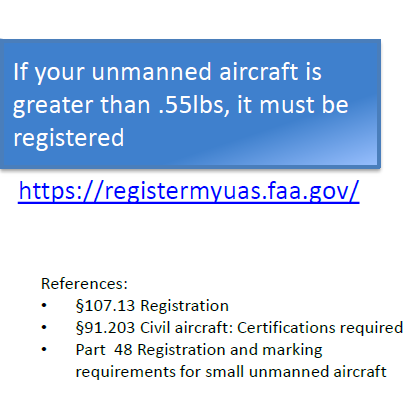 If your unmanned aircraft is
greater than .55lbs, it must be
registered
https://registermyuas.faa.gov/
References:
• §107.13 Registration
• §91.203 Civil aircraft: Certifications required
• Part  48 Registration and marking
requirements for small unmanned aircraft